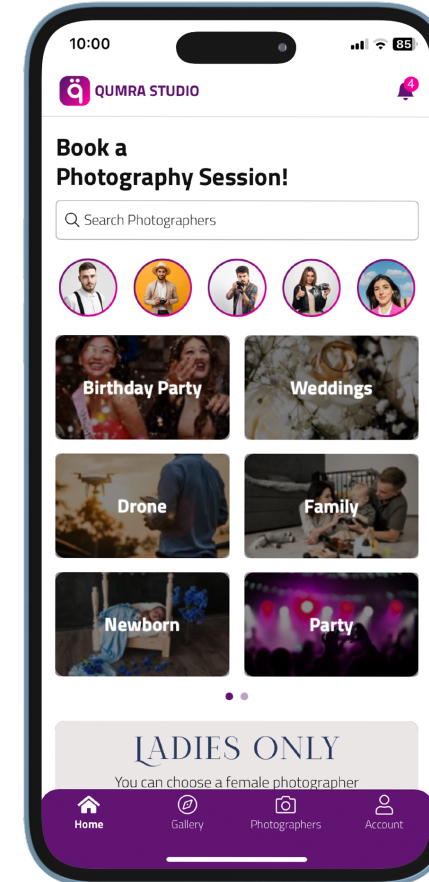 10:00
85
q̈ QUMRA STUDIO
4
Book a
Photography Session!
Search Photographers
Birthday Party
Weddings
Drone
Family
Newborn
Party
LADIES ONLY
You can choose a female photographer
Home
Gallery
Photographers
Account